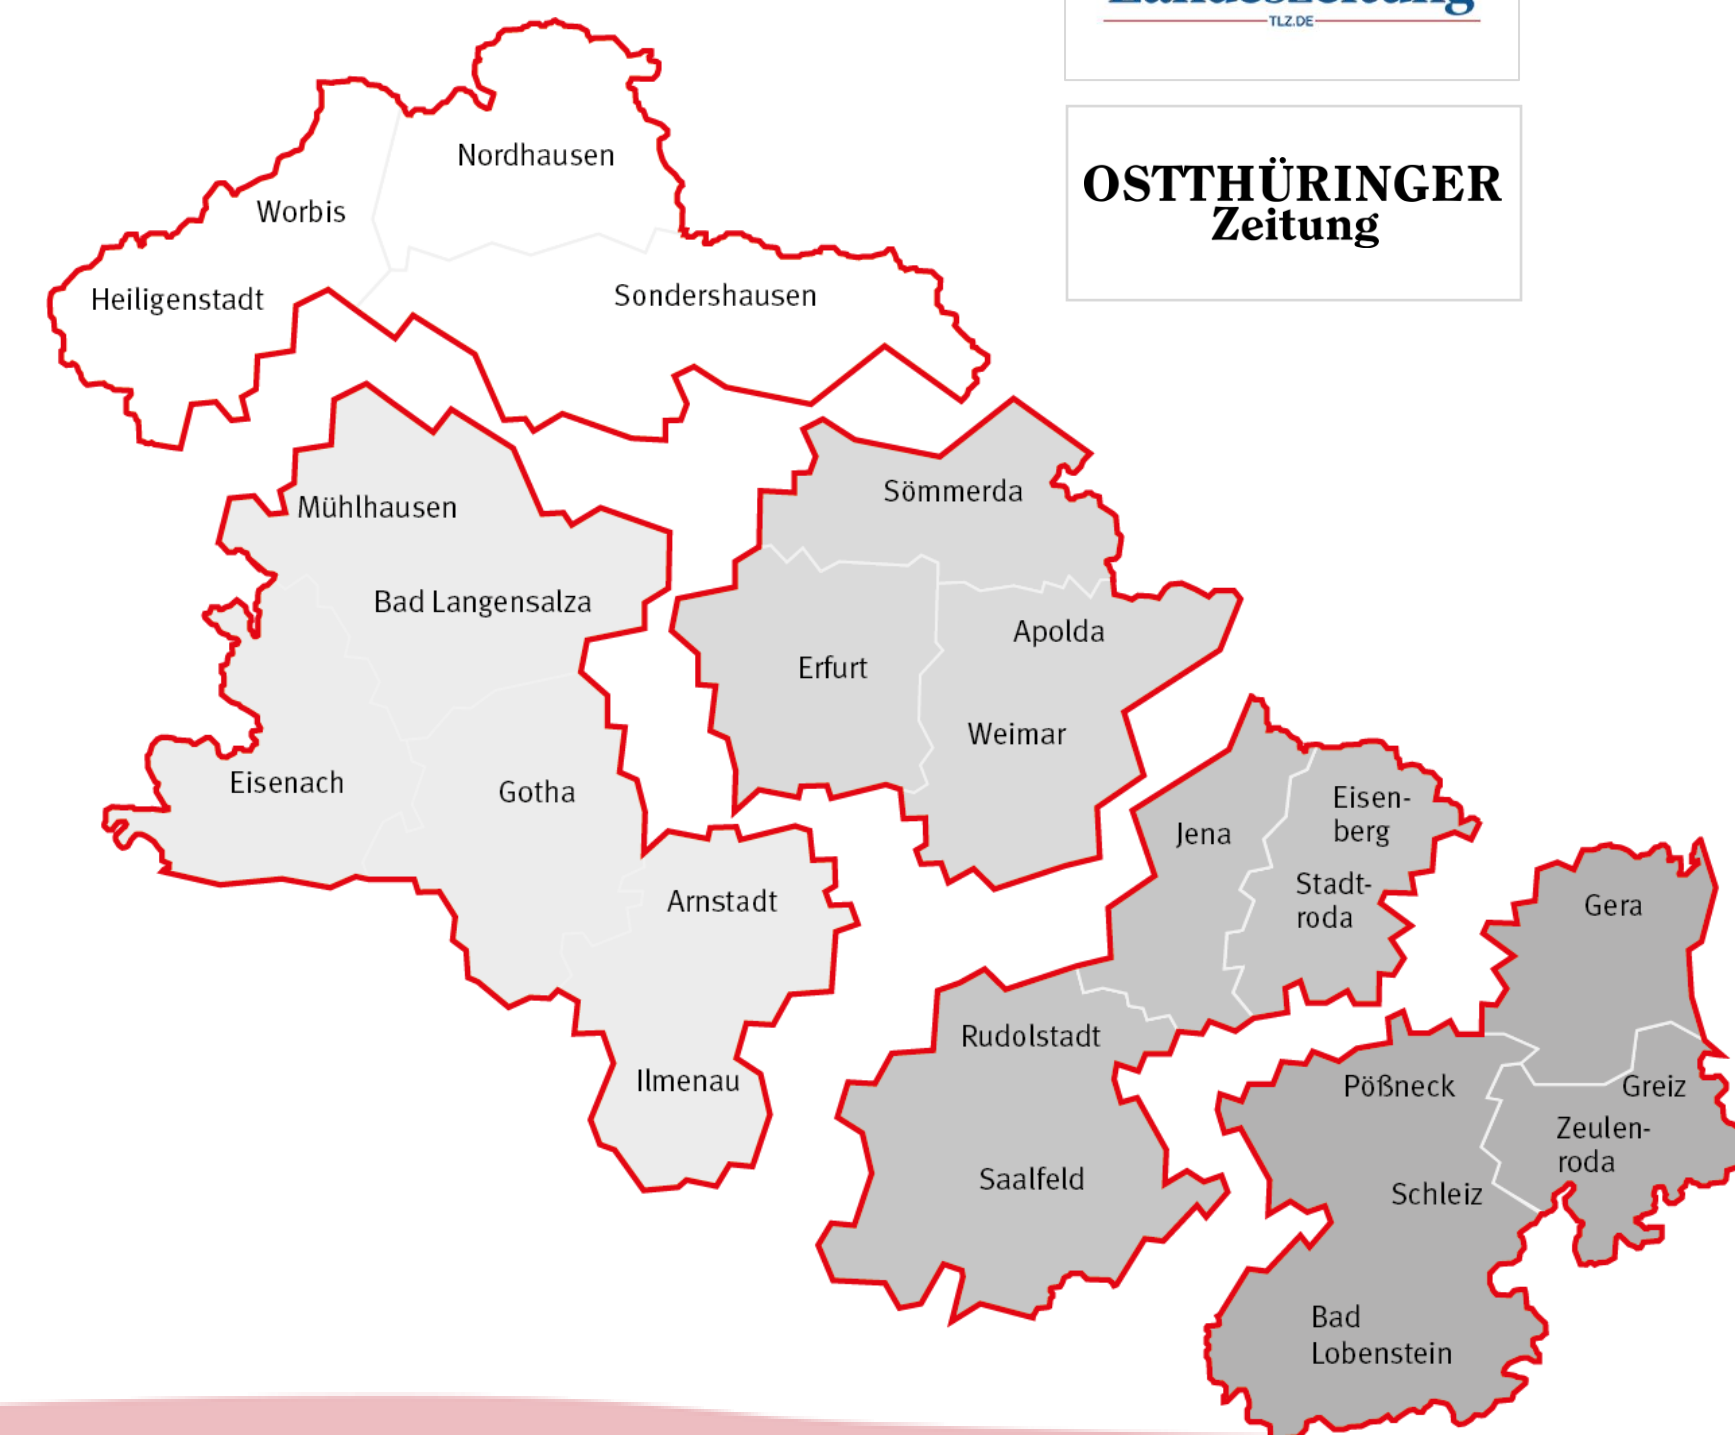 Landeszeitung
TLZ.DE
OSTTHÜRINGER
Zeitung
Nordhausen
Worbis
Heiligenstadt
Sondershausen
Mühlhausen
Bad Langensalza
Eisenach
Gotha
Arnstadt
Ilmenau
Sömmerda
Apolda
Erfurt
Weimar
Jena
Eisen-
berg
Stadt-
roda
Rudolstadt
Saalfeld
Gera
Pößneck
Greiz
Zeulen-
roda
Schleiz
Bad
Lobenstein